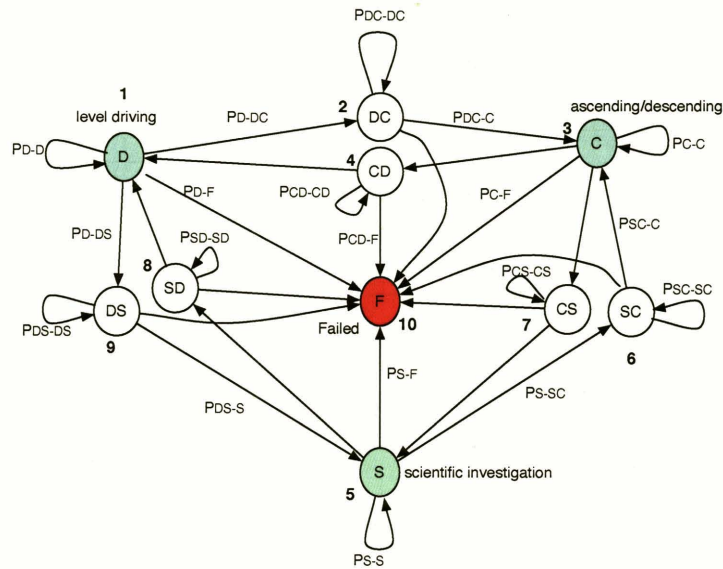 PDC-DC
1
level driving
PD-DC
2
DC
PDC-C
ascending/descending
3
C
PC-C
PD-D
D
4
CD
PCD-CD
PD-F
PC-F
PD-DS
PSD-SD
PCD-F
PSC-C
8
SD
PCS-CS
PSC-SC
DS
F
CS
SC
PDS-DS
Failed
10
7
9
6
PS-F
PDS-S
PS-SC
S
scientific investigation
5
PS-S